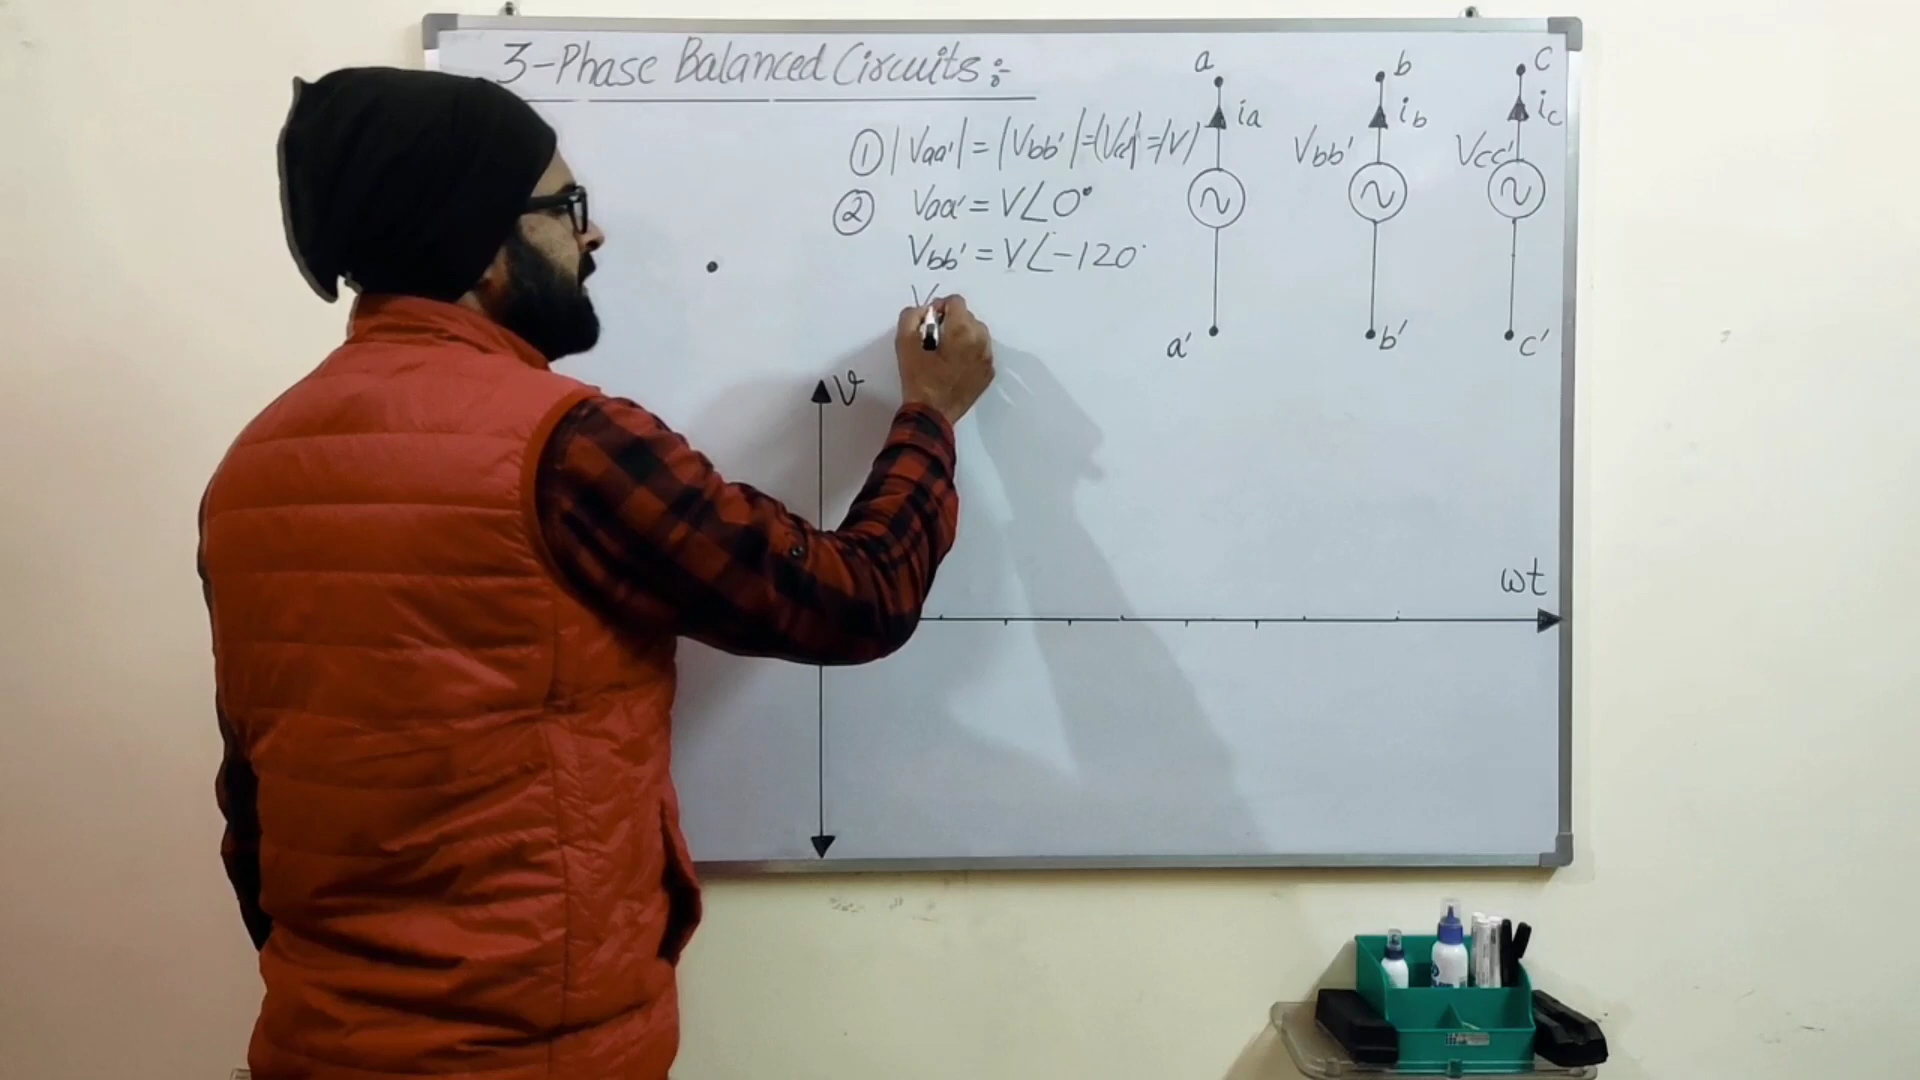 3-Phase Balanced Circuits :-
① |Vaa'| = |Vbb'| = |Vcc'| = |V|
② Vaa' = V∠0°
Vbb' = V∠-120°
V
a
ia
a'
b
ib
Vbb'
b'
c
ic
Vcc'
c'
v
ωt